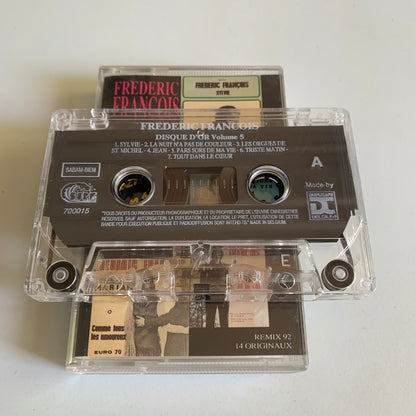 FREDERIC
FRANÇOIS
FREDERIC FRANÇOIS
SYLVIE
FREDERIC FRANCOIS
DISQUE D'OR Volume 5
1. SYLVIE - 2. LA NUIT N'A PAS DE COULEUR - 3. LES ORGUES DE
ST MICHEL - 4. JEAN - 5. PARS SORS DE MA VIE - 6. TRISTE MATIN -
7. TOUT DANS LE CŒUR
SABAM-BIEM
A
Made by
700015
DUPLICATE
DELTA
"TOUS DROITS DU PRODUCTEUR PHONOGRAPHIQUE ET DU PROPRIETAIRE DE L'ŒUVRE ENREGISTREE
RESERVES. SAUF AUTORISATION, LA DUPLICATION, LA LOCATION, LE PRET, L'UTILISATION DE CETTE
BANDE POUR EXECUTION PUBLIQUE ET RADIODIFFUSION SONT INTERDITS." MADE IN BELGIUM.
FREDERIC FRANÇOIS
E
Comme tous
les amoureux
EURO 70
REMIX 92
14 ORIGINAUX